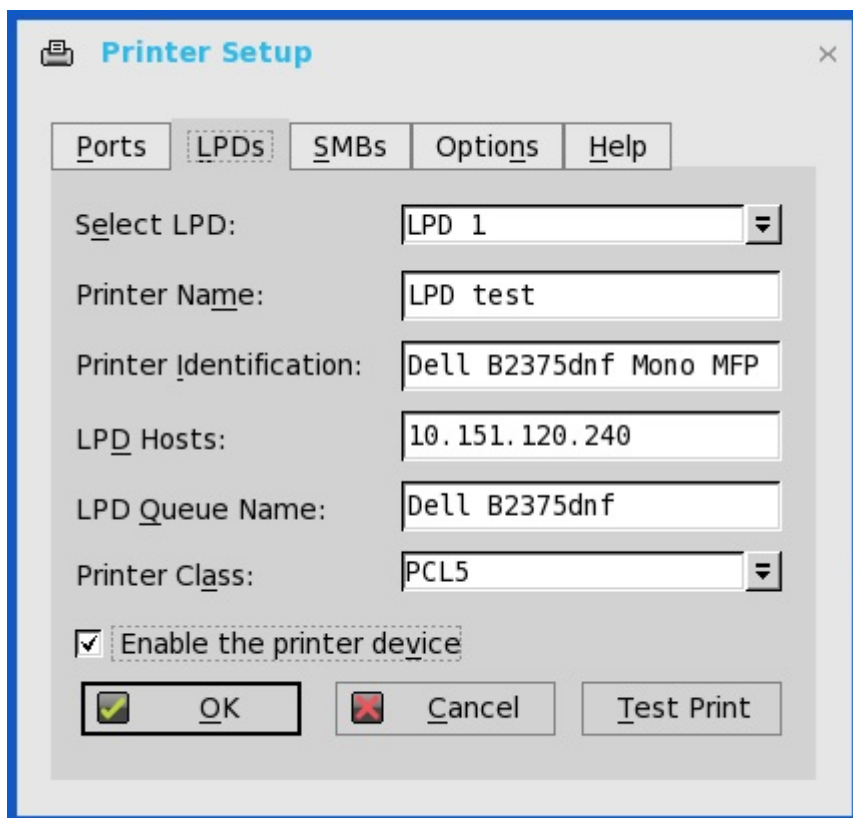 Printer Setup
Ports LPDs SMBs Options Help
Select LPD: LPD 1
Printer Name: LPD test
Printer Identification: Dell B2375dnf Mono MFP
LPD Hosts: 10.151.120.240
LPD Queue Name: Dell B2375dnf
Printer Class: PCL5
Enable the printer device
OK Cancel Test Print